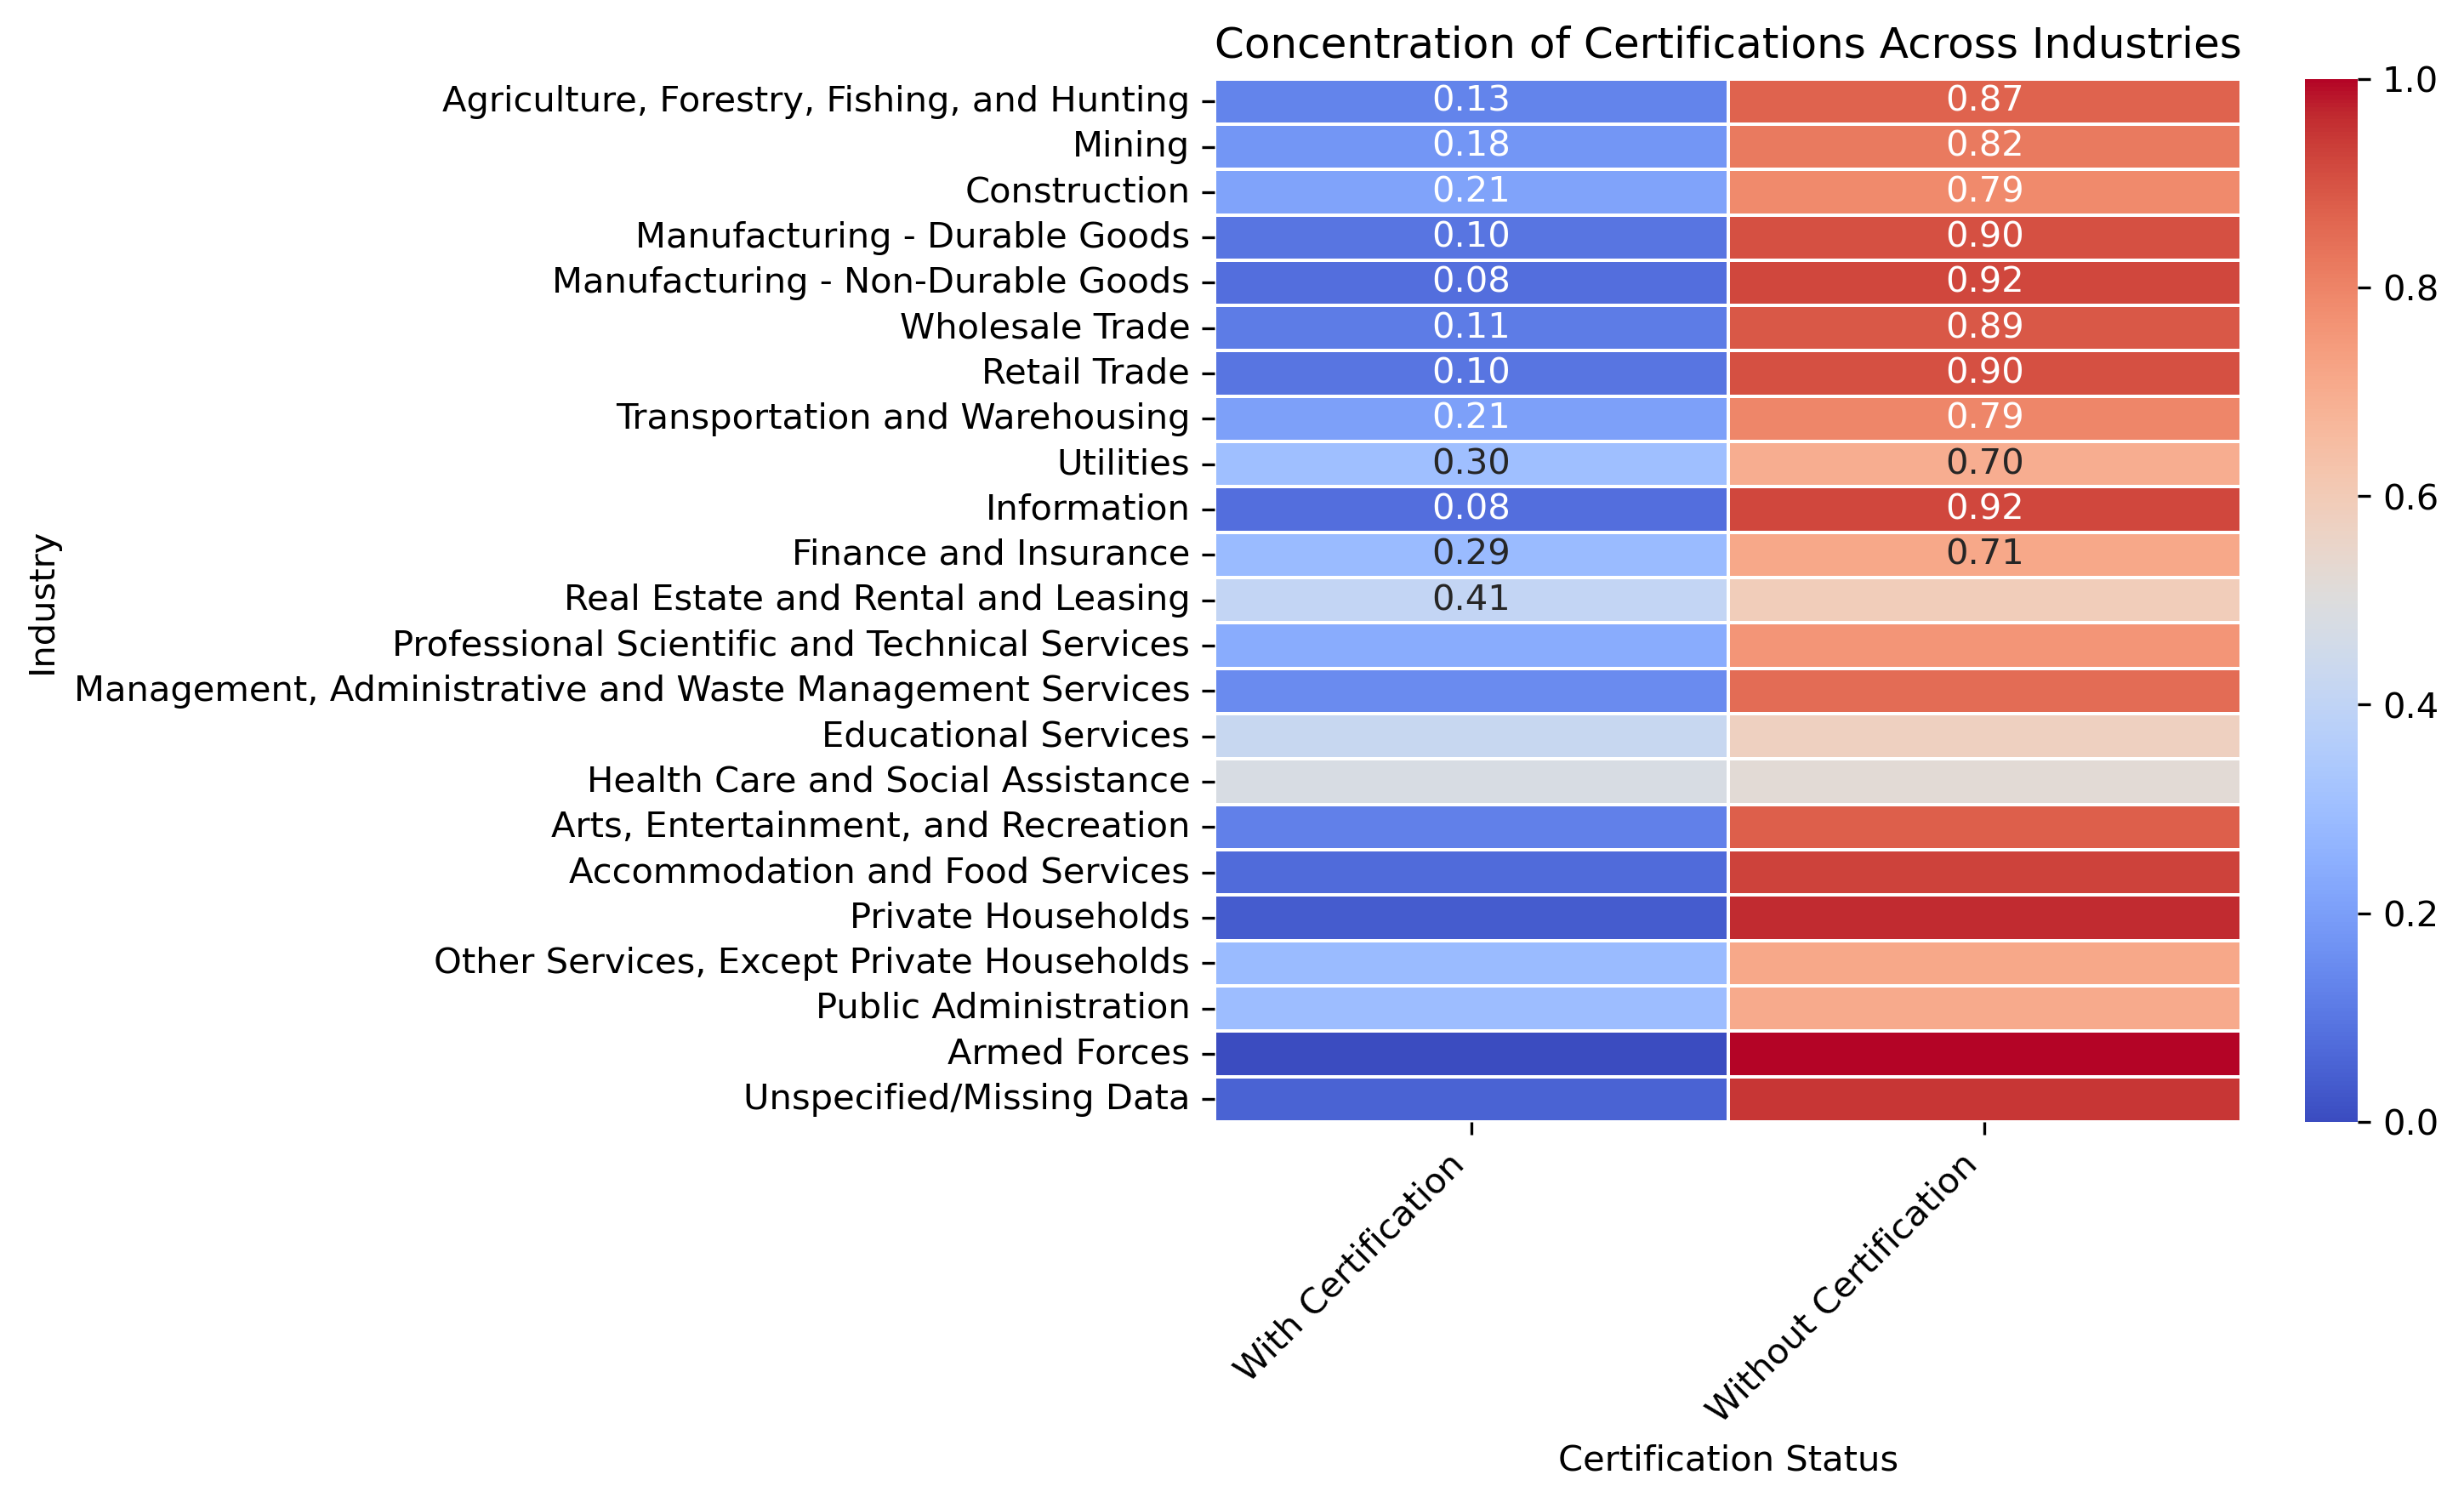 Concentration of Certifications Across Industries
Agriculture, Forestry, Fishing, and Hunting 0.13 0.87
Mining 0.18 0.82
Construction 0.21 0.79
Manufacturing - Durable Goods 0.10 0.90
Manufacturing - Non-Durable Goods 0.08 0.92
Wholesale Trade 0.11 0.89
Retail Trade 0.10 0.90
Transportation and Warehousing 0.21 0.79
Utilities 0.30 0.70
Information 0.08 0.92
Finance and Insurance 0.29 0.71
Real Estate and Rental and Leasing 0.41
Professional Scientific and Technical Services
Management, Administrative and Waste Management Services
Educational Services
Health Care and Social Assistance
Arts, Entertainment, and Recreation
Accommodation and Food Services
Private Households
Other Services, Except Private Households
Public Administration
Armed Forces
Unspecified/Missing Data
Industry
With Certification
Without Certification
Certification Status
1.0
0.8
0.6
0.4
0.2
0.0